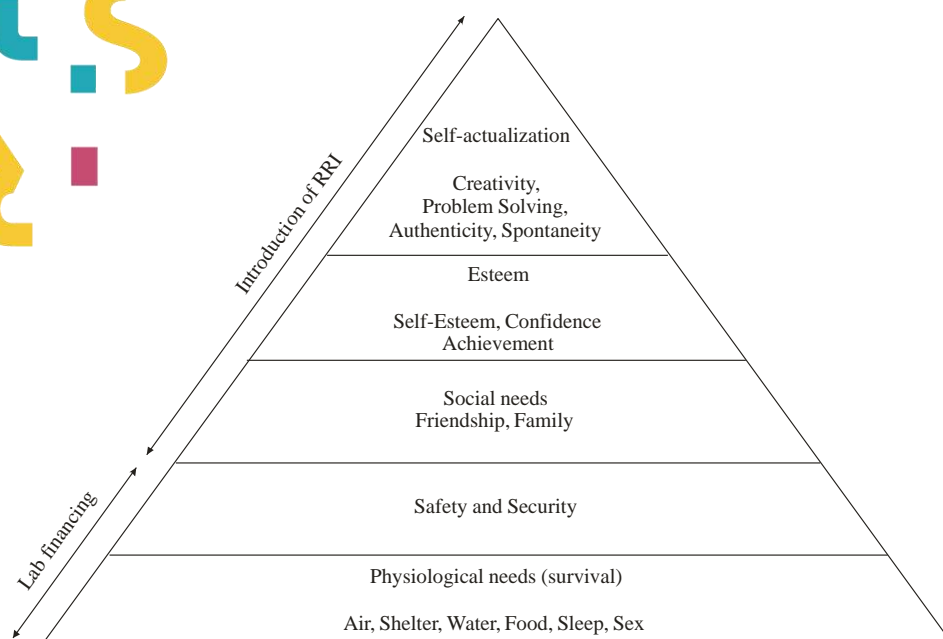 Self-actualization
Creativity,
Problem Solving,
Authenticity, Spontaneity
Introduction of RRI
Esteem
Self-Esteem, Confidence
Achievement
Social needs
Friendship, Family
Safety and Security
Lab financing
Physiological needs (survival)
Air, Shelter, Water, Food, Sleep, Sex